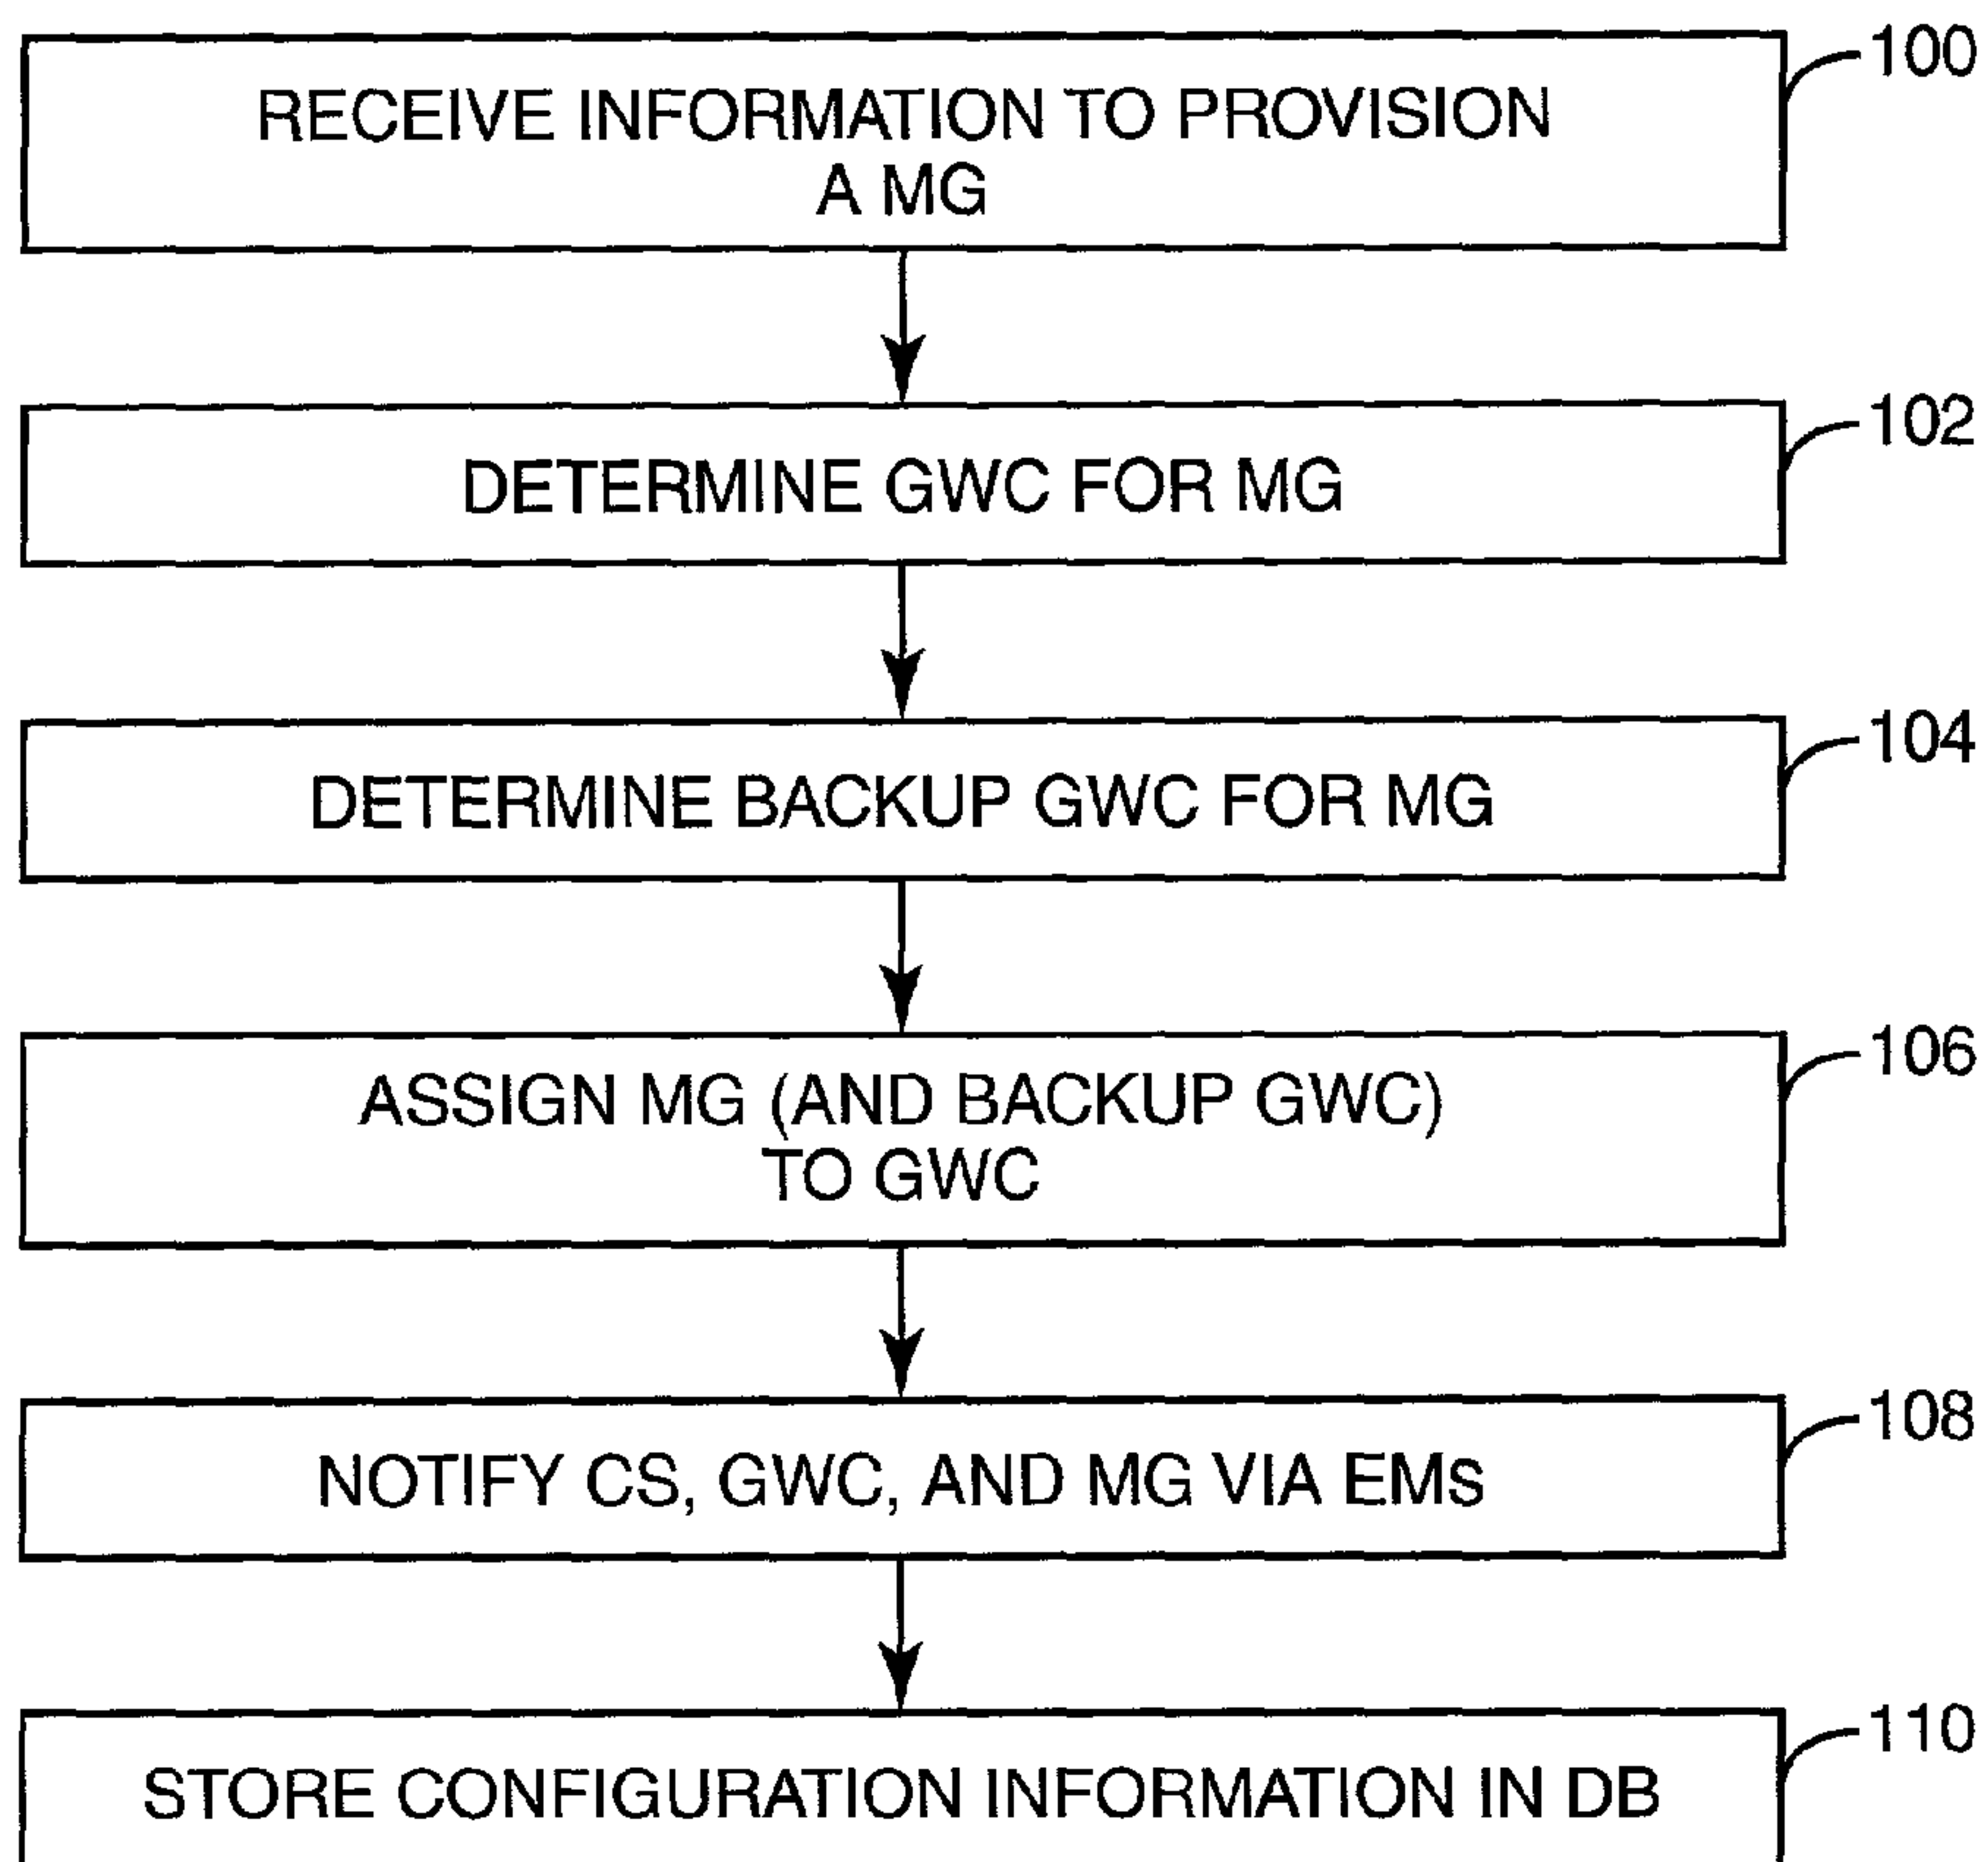 100
RECEIVE INFORMATION TO PROVISION
A MG
102
DETERMINE GWC FOR MG
104
DETERMINE BACKUP GWC FOR MG
106
ASSIGN MG (AND BACKUP GWC)
TO GWC
108
NOTIFY CS, GWC, AND MG VIA EMs
110
STORE CONFIGURATION INFORMATION IN DB